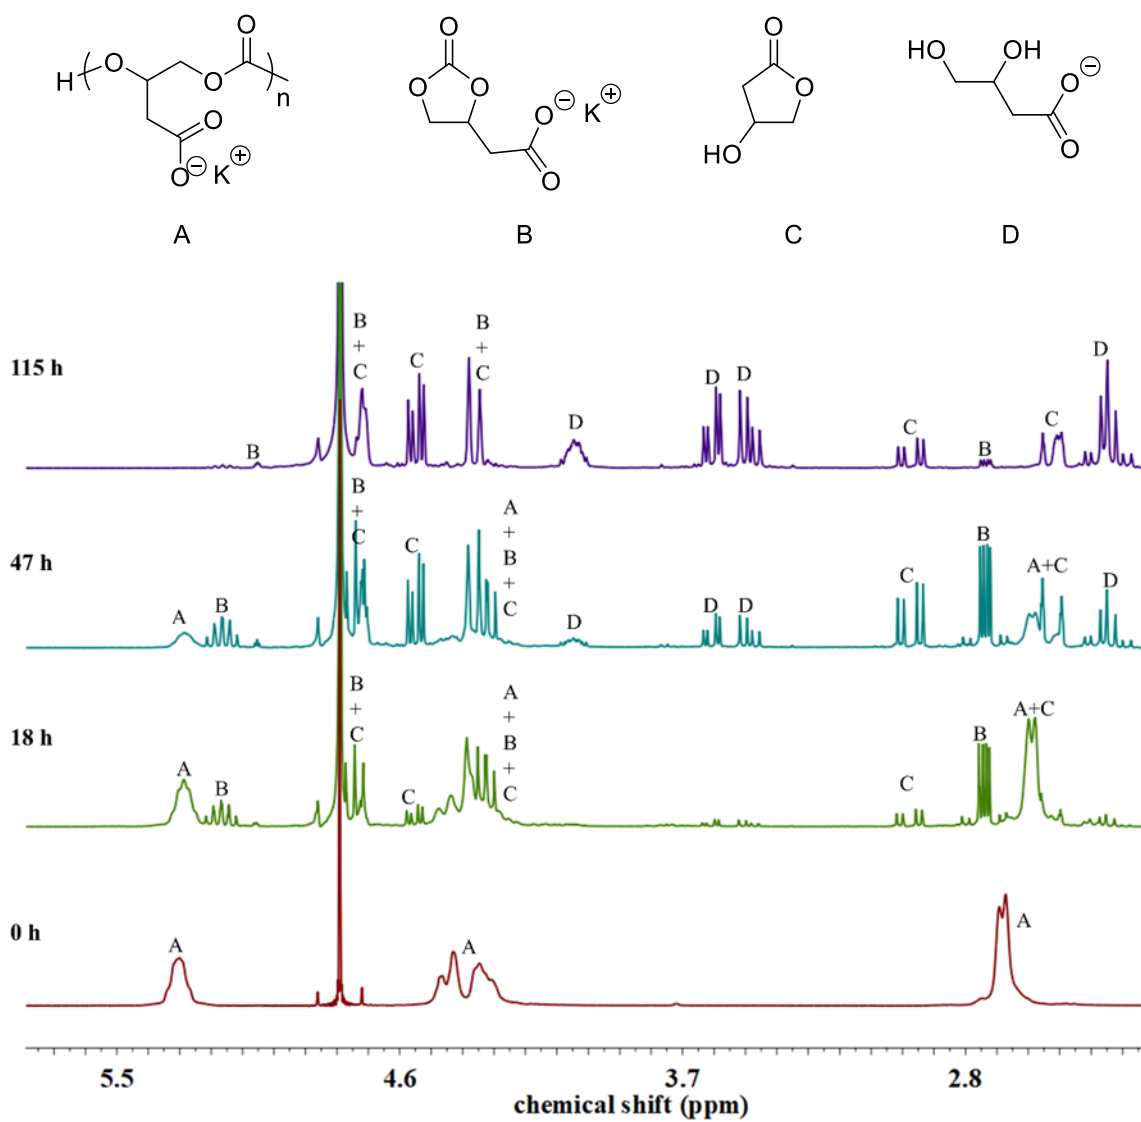 H O O O n O O⊖ K⊕
O O O O⊖ K⊕ O
O O HO
HO OH O⊖ O
A B C D
115 h B B + C C B + C D D D C B C D
47 h A B B + C C A + B + C D D D C B A+C D
18 h A B B + C C A + B + C C B A+C
0 h A A A
5.5 4.6 3.7 2.8
chemical shift (ppm)